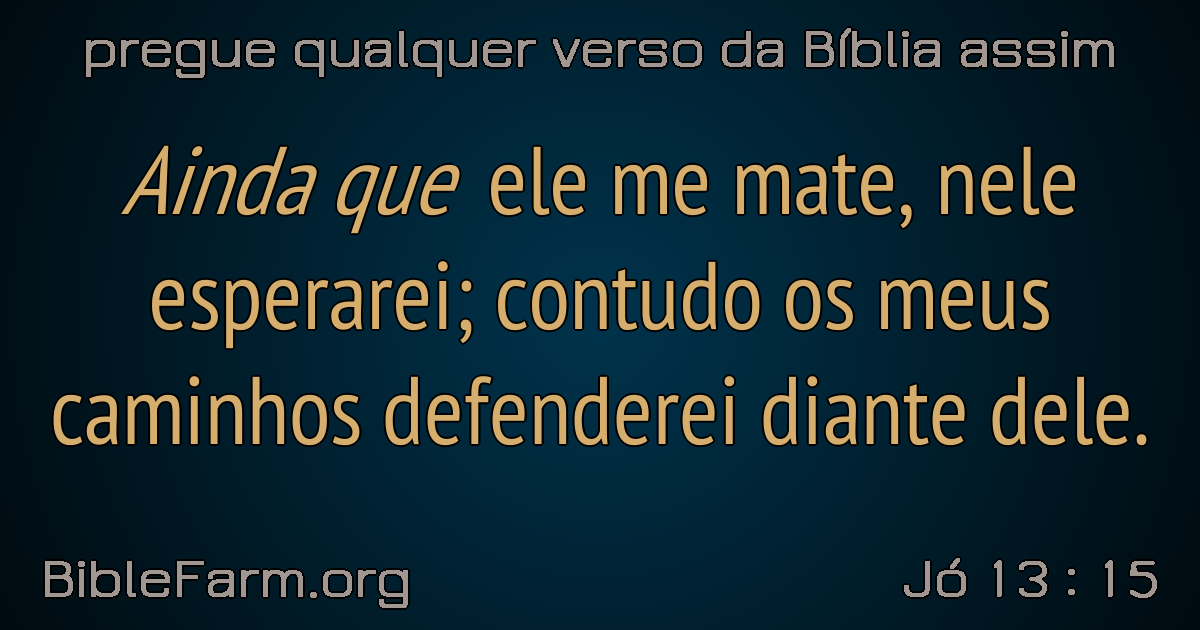 pregue qualquer verso da Bíblia assim
Ainda que ele me mate, nele
esperarei; contudo os meus
caminhos defenderei diante dele.
BibleFarm.org
Jó 13 : 15